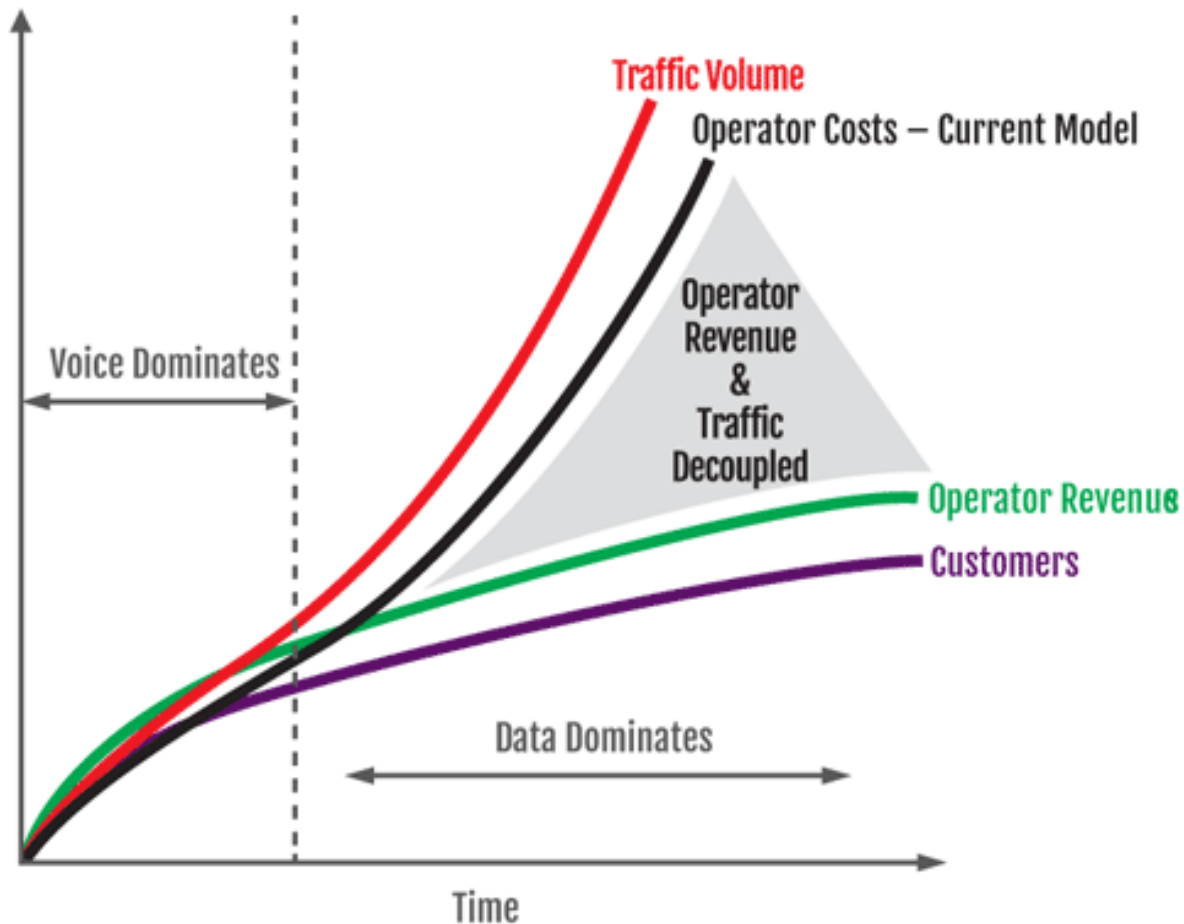 Traffic Volume
Operator Costs – Current Model
Operator
Revenue
&
Traffic
Decoupled
Voice Dominates
Operator Revenue
Customers
Data Dominates
Time